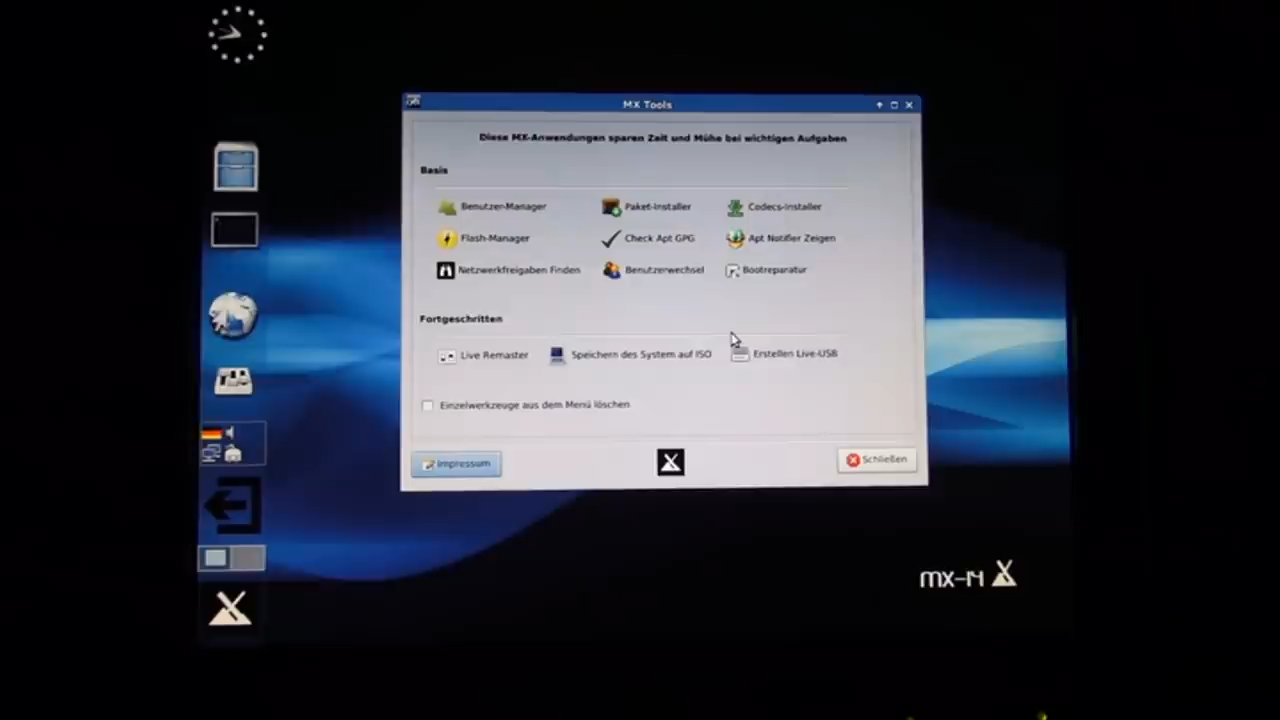 MX Tools
Diese MX-Anwendungen sparen Zeit und Mühe bei wichtigen Aufgaben
Basis
Benutzer-Manager Paket-Installer Codecs-Installer
Flash-Manager Check Apt GPG Apt Notifier Zeigen
Netzwerkfreigaben Finden Benutzerwechsel Bootreparatur
Fortgeschritten
Live Remaster Speichern des System auf ISO Erstellen Live-USB
Einzelwerkzeuge aus dem Menü löschen
Impressum Schließen
mx-14